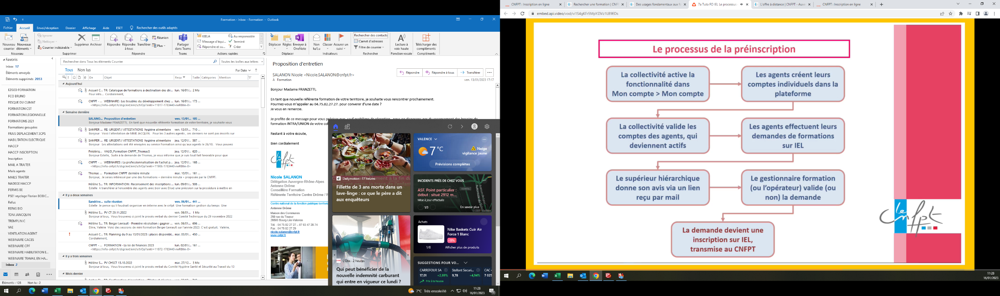 Formation - Inbox - Formation - Outlook
Fichier Accueil Envoi/réception Dossier Affichage Aide ESET Rechercher des outils adaptés
Nouveau courrier
Nouveaux éléments
Nouveau
Ignorer
Nettoyer
Courrier indésirable
Supprimer Archiver
Supprimer
Répondre Répondre à tous Transférer
Réunion
Plus
Répondre
Partager dans Teams
Teams
KIELA
Message d'équi...
Répondre et su...
Au responsable
Terminé
Créer
Actions rapides
Déplacer Règles Envoyer à OneNote
Déplacer
Non lu/Lu Classer Assurer un suivi
Indicateurs
Rechercher des contacts
Carnet d'adresses
Filtre de courrier
Rechercher
Lecture à voix haute
Fonction vocale
Télécharger des compléments
Compléments
Favoris
Inbox 17
Éléments envoyés
Éléments supprimés 2053
EZGED FORMATION
FCO BRUNO
FESQUE DU CLIMAT
FORMATION CST
FORMATION LEGIONNELLE
FORMATIONS 2021
Formations groupées
FRAIS DEPLACEMENT 3CPS
HABILITATION ELECTRIQUE
HACCP
HACCP INSCRIPTION
Inscription
MAIL A TRAITER
Mails agents
MAILS TRAITER
NADEGE HACCP
PERMIS BE
PSE1 reyclage Florian BOBIC...
Refus
REPAS BIO
TONI JANCQUIN
TREMPLIN C
VAE
VENTILATION AGENT
WEBINAIRE CACES
WEBINAIRE CPF
WEBINAIRE HABILITATION E...
WEBINAIRE TRAVAIL EN HA...
Inbox 2
Éléments : 128 Non lu : 2
Rechercher dans Tous les éléments Courrier
Toutes les boîtes aux lettres
Tous Non lus
Par Date
De Objet Reçu Taille Catégories Mention
Aujourd'hui
Accueil C... TR: Catalogue de formations à destination des dir... lun. 16/01/... 2 Mo
Pour info... Cordialement,
CNFPT - ... WEBINAIRE : Les troubles du développement chez ... lun. 16/01/... 173 ...
<https://info-cnfpt.fr/digi/ext/eml/v/trOp?emtr=11817-1783440-rwR8Ilm-0>
Semaine dernière
SALANO... Proposition d'entretien ven. 13/01... 105 ...
Bonjour Madame FRANZETTI, En tant que nouvelle référente formation de votre territoire, je souhaite vous
SAMPER ... RE: URGENT// ATTESTATIONS hygiéne alimentaire ven. 13/01... 710 ...
Bonjour Voici l'attestation de MME JACQUIN. Pour les 3 autres agents , ces derniers ne sont pas inscrits sur
SAMPER ... RE: URGENT// ATTESTATIONS hygiéne alimentaire jeu. 12/01/... 587 ...
Bonjour Les attestations ont été envoyées au service Formation ainsi qu'aux agents le 26/10. Vous pouvez
Frédériq... VALID_Formation CNFPT_ThomasS jeu. 12/01/... 620 ...
Bonjour Estelle, Suite à la demande de Thomas, je vous informe que je suis tout fait favorable pour que
CNFPT - ... WEBINAIRES : La professionnalisation de l'achat p... jeu. 12/01/... 168 ...
<https://info-cnfpt.fr/digi/ext/eml/v/trOp?emtr=11906-1783440-rwR8Ilm-0>
Thomas ... Formation CNFPT dernière minute mar. 10/01... 161 ...
Bonjour, Je serais intéressé par une des formations « dernière minute » proposée par le CNFPT.
Hélène S... TR: INFORMATION : Recensement des inscriptions ... lun. 09/01/... 508 ...
Estelle A transférer à l'ensemble des agents avec (voir avec Elise) une précision sur la procédure à mettre en
Il y a deux semaines
Sandrine... suite réunion ven. 06/01... 441 ...
Estelle Je pense qu'il faudrait organiser en interne avec le cnfpt Une formation gestion du temps Une
Hélène S... PV CT 29.11.2022 ven. 06/01... 1 Mo
Bonjour à tous, Vous trouverez ci-joint le procès-verbal du dernier Comité Technique du 29 novembre 2022
Hélène S... TR: Berger Levrault - Première résolution : gagner ... ven. 06/01... 696 ...
Eline, Valérie Voici des sessions de mini formation Berger Levrault sur l'année 2023. C'est gratuit. Valérie,
Accueil C... TR: Planning du 9 au 13/01/2023 : places disponibl... mar. 03/01... 450 ...
Cordialement,
CNFPT - ... FORMATION - La loi de finances 2023 lun. 02/01/... 161 ...
<https://info-cnfpt.fr/digi/ext/eml/v/trOp?emtr=11872-1783440-rwR8Ilm-0>
Il y a trois semaines
Hélène S... PV CHSCT 13.10.2022 mar. 27/12... 3 Mo
Bonjour à tous, Vous trouverez ci-joint le procès-verbal du Comité Hygiène Santé et Sécurité au Travail du 13
Mois dernier
Proposition d'entretien
SALANON Nicole <Nicole.SALANON@cnfpt.fr>
À Formation
Répondre Répondre à tous Transférer
ven. 13/01/2023 17:17
Bonjour Madame FRANZETTI,
En tant que nouvelle référente formation de votre territoire, je souhaite vous rencontrer prochainement.
Pourriez-vous m'appeler au 04.75.82.27.27. pour convenir d'une date ?
Je vous en remercie.
Je profite de ce message pour vous préciser que, sauf problème de réception , nous ne disposons pas du recensement des besoins de
formation INTRA/UNION de votre col
Restant à votre écoute,
Bien cordialement
le cnfpt
Nicole SALANON
Délégation Auvergne-Rhône-Alpes
Antenne Drôme
Conseillère Formation
Référente Territoire Centre Drôme / R
Centre national de la fonction publique territoria
Antenne Drôme
Maison des Communes
250 rue du Toueur
26500 Bourg-Lès-Valence
Tél. : 04 75 82 27 27 – 07 63 47 28 74
Fax : 04 75 82 27 29
nicole.salanon@cnfpt.fr
www.cnfpt.fr
Dailymotion - 17 heures
Fillette de 3 ans morte dans un
lave-linge : ce que le père a dit
aux enquêteurs
L'Obs - 2 heures
Qui peut bénéficier de la
nouvelle indemnité carburant
qui entre en vigueur ce lundi ?
VALENCE
7 °C
Neige
vigilance jaune
Prévisions complètes
INCIDENTS PRÈS DE CHEZ VOUS
ASF. Point particulier :
début : situé 2912 m...
Mise à jour effectuée
1/3 En savoir plus
Achats
Nike Baskets Cuir Air
Force 1 Blanc
-11%
1/8 Afficher plus de produits
SUGGESTIONS POUR VO...
CARREFOUR SA Stellant Securi... CAC
17,01 +2,69% 9,78 +4,94% 7 025
Prix à la hausse
7°C Très ensoleillé
11:28
16/01/2023
CNFPT : Inscription en ligne
Rechercher une formation | CNF
Des usages fondamentaux aux f
7a Tuto FO IEL Le processus
L'offre à distance | CNFPT - Auve
CNFPT : Inscription en ligne
embed.api.video/vod/vi1S4gKFr5MpYZiVz1LB9EDs
Le processus de la préinscription
La collectivité active la
fonctionnalité dans
Mon compte > Mon compte
Les agents créent leurs
comptes individuels dans la
plateforme
La collectivité valide les
comptes des agents, qui
deviennent actifs
Les agents effectuent leurs
demandes de formations
sur IEL
Le supérieur hiérarchique
donne son avis via un lien
reçu par mail
Le gestionnaire formation
(ou l'opérateur) valide (ou
non) la demande
La demande devient une
inscription sur IEL,
transmise au CNFPT
le cnfpt
11:28
16/01/2023